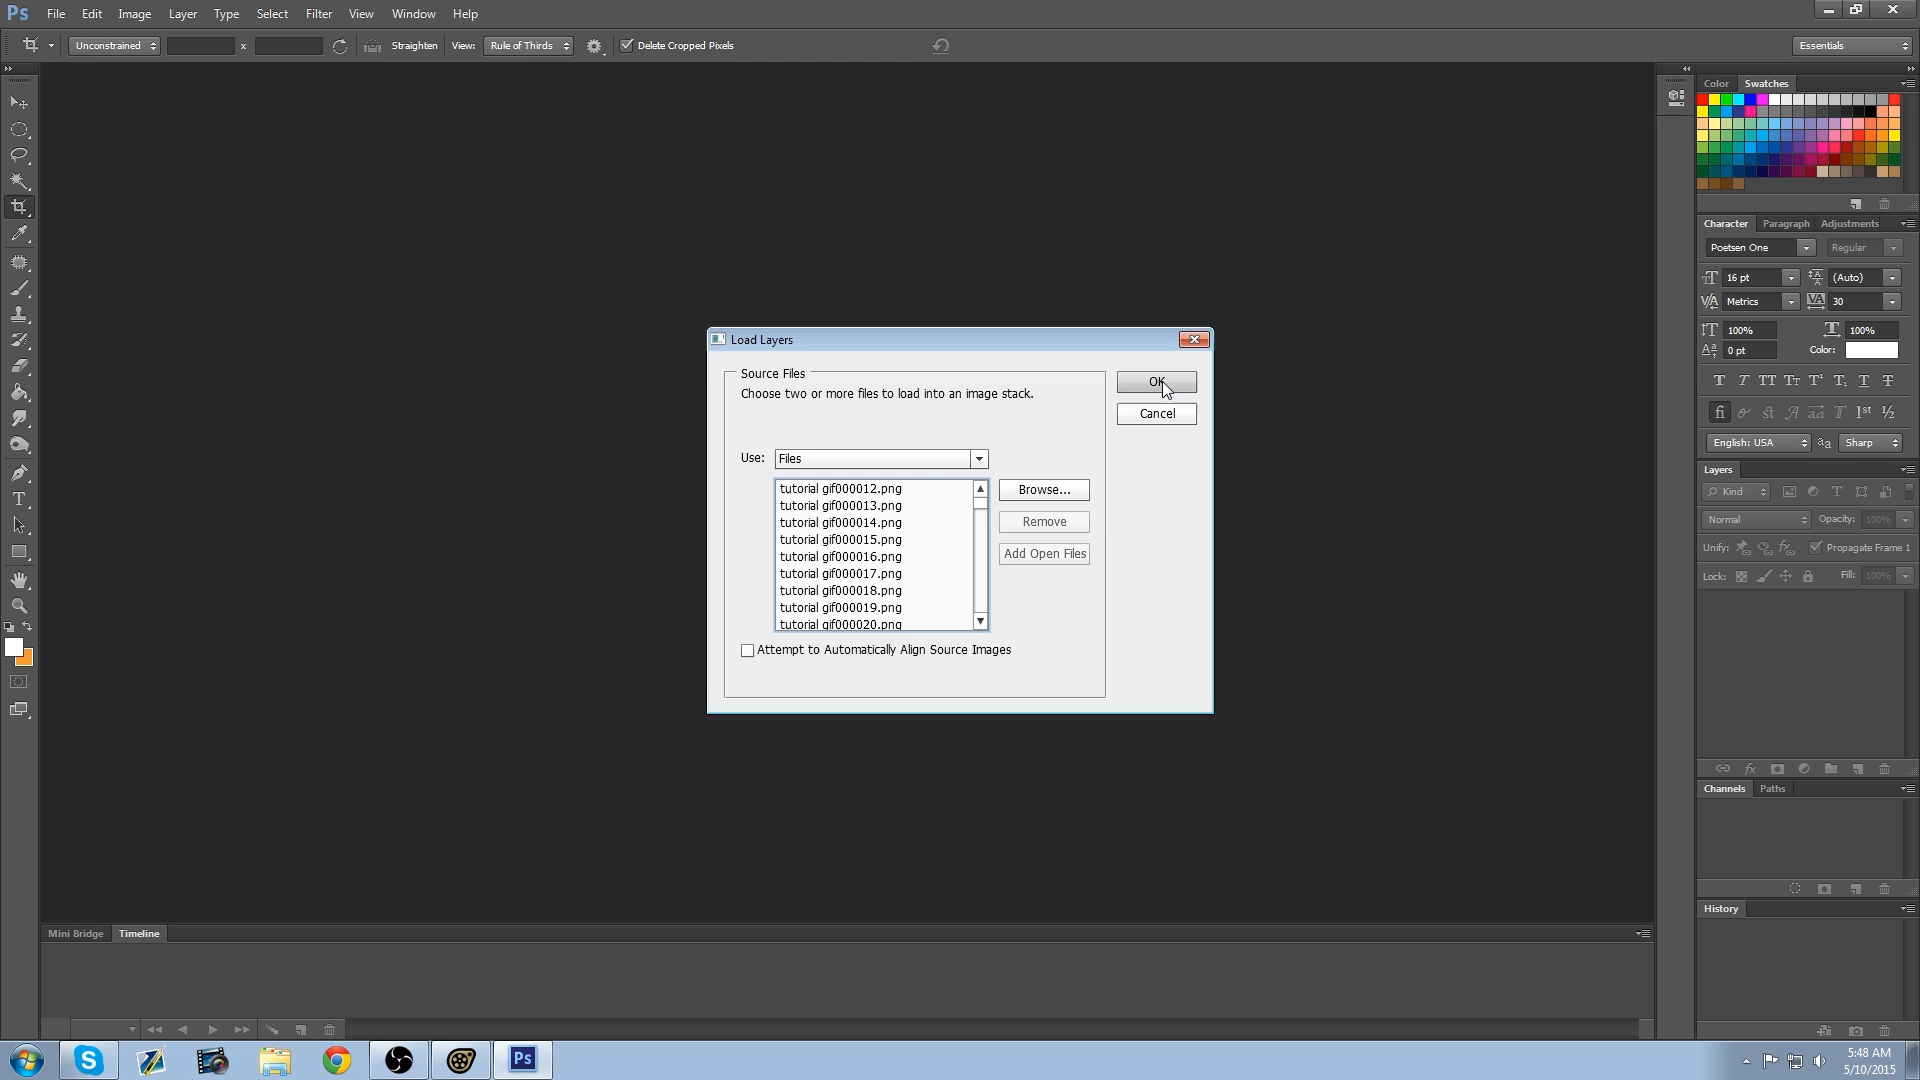 Ps File Edit Image Layer Type Select Filter View Window Help
Unconstrained x Straighten View: Rule of Thirds Delete Cropped Pixels Essentials
Color Swatches
Character Paragraph Adjustments
Poetsen One Regular
16 pt (Auto)
Metrics 30
100% 100%
0 pt Color:
English: USA Sharp
Layers
Kind
Normal Opacity: 100%
Unify: Propagate Frame 1
Lock: Fill: 100%
Channels Paths
History
Load Layers
Source Files
Choose two or more files to load into an image stack.
OK
Cancel
Use: Files
tutorial gif000012.png
tutorial gif000013.png
tutorial gif000014.png
tutorial gif000015.png
tutorial gif000016.png
tutorial gif000017.png
tutorial gif000018.png
tutorial gif000019.png
tutorial gif000020.png
Browse...
Remove
Add Open Files
Attempt to Automatically Align Source Images
Mini Bridge Timeline
Ps
5:48 AM
5/10/2015